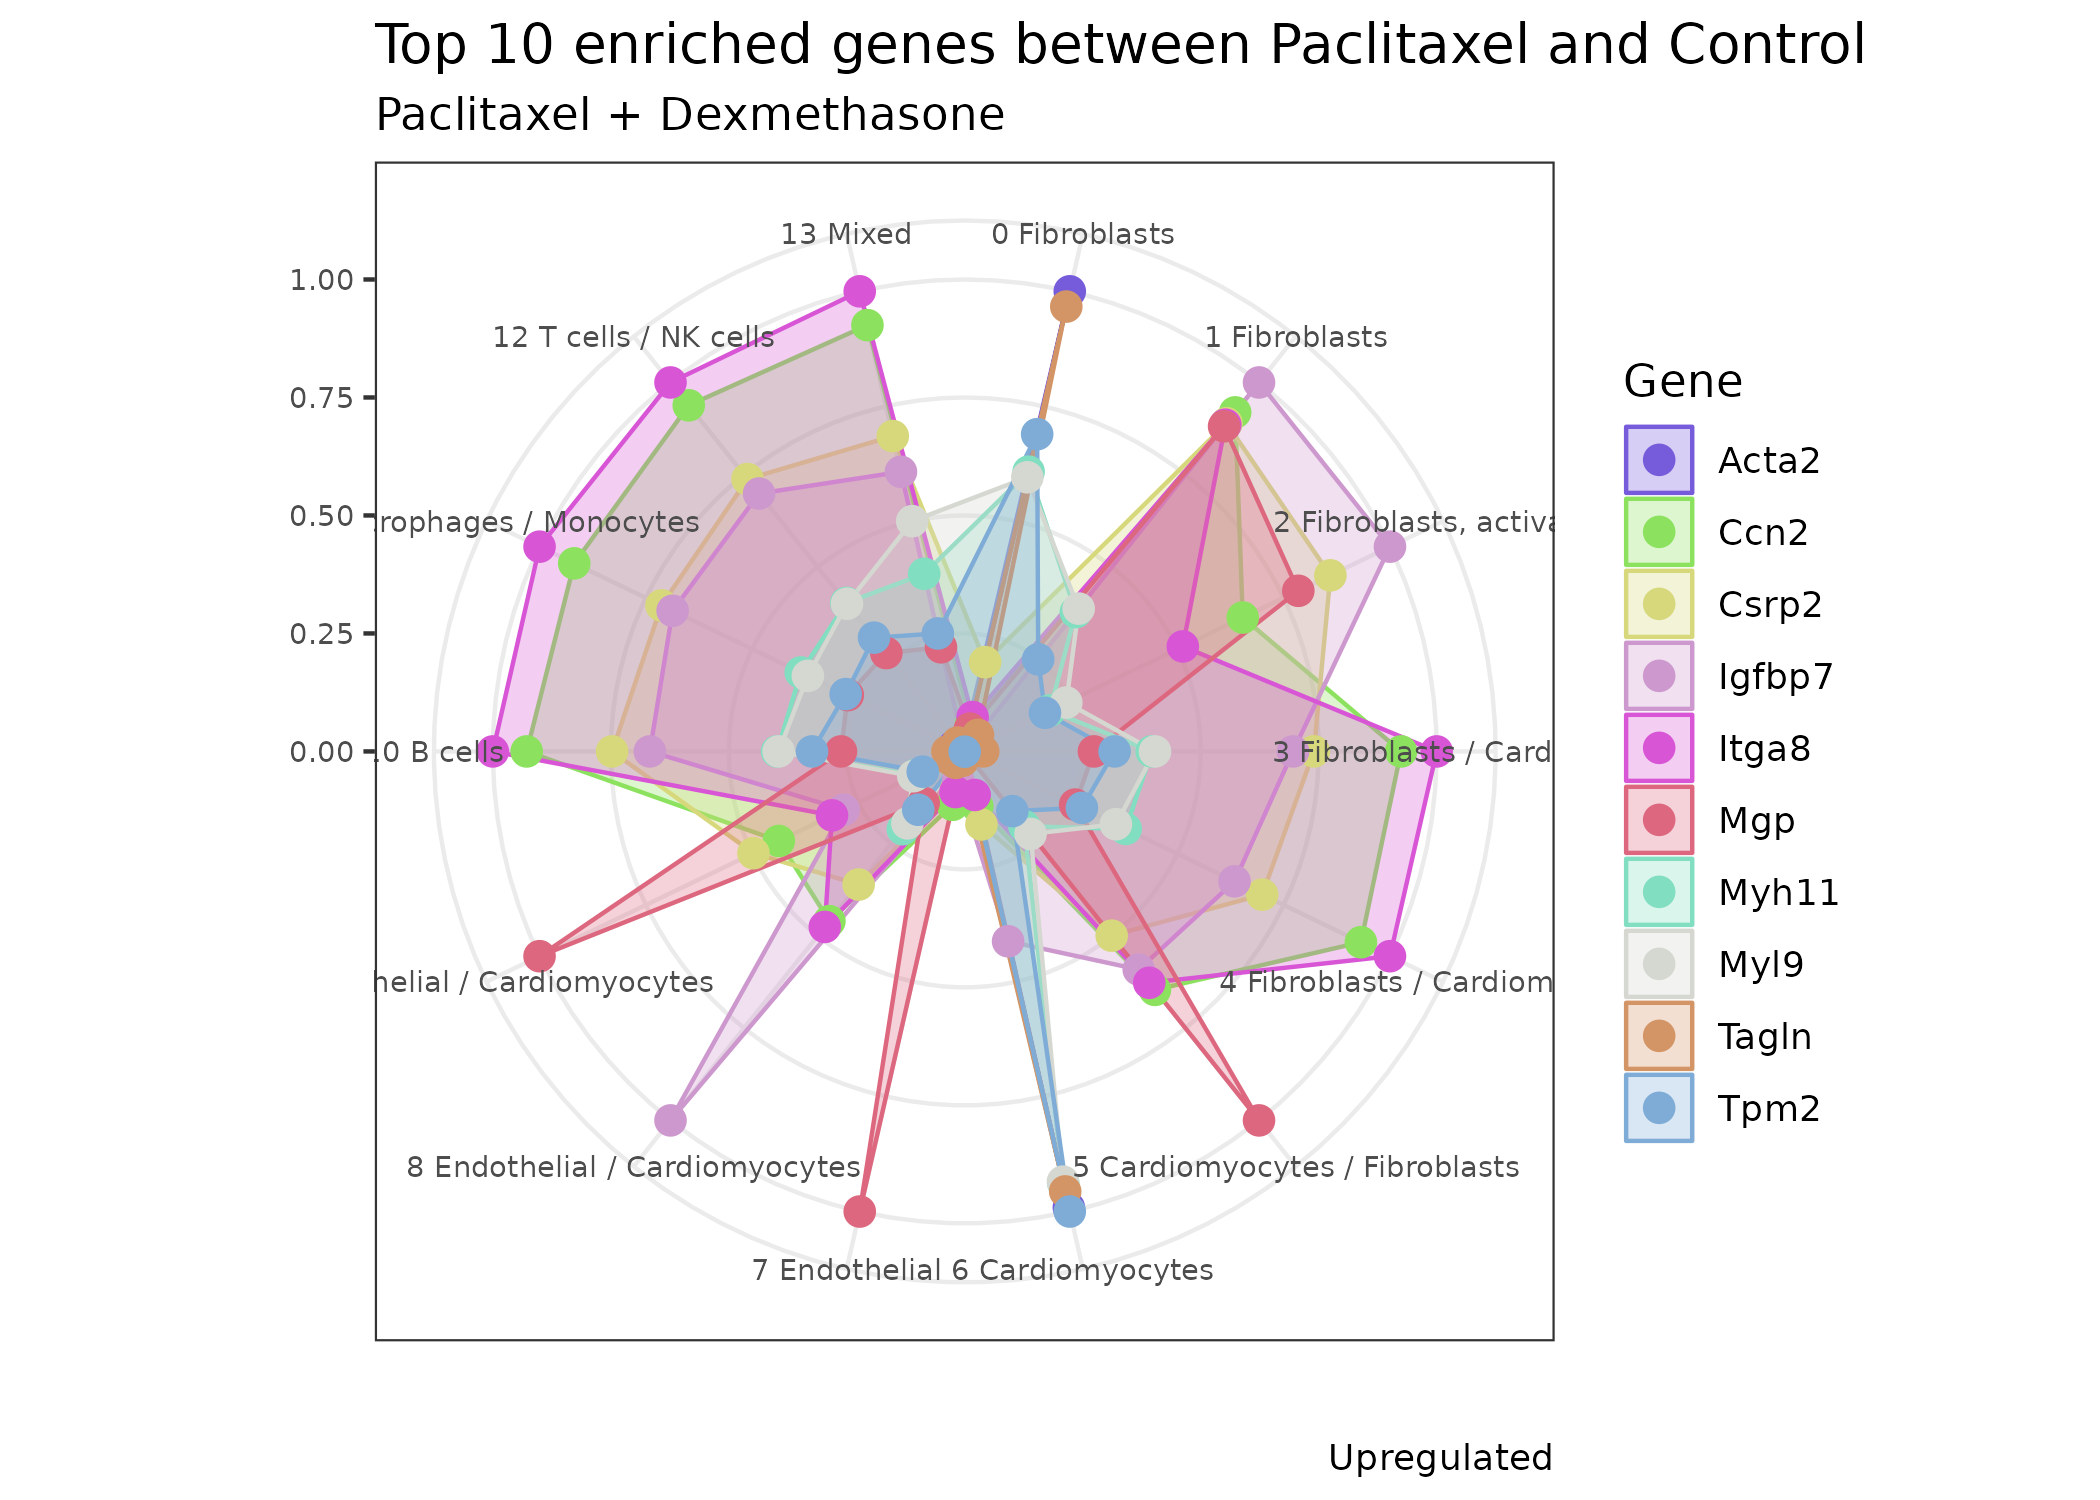 Top 10 enriched genes between Paclitaxel and Control
Paclitaxel + Dexmethasone
13 Mixed
0 Fibroblasts
1.00
12 T cells / NK cells
1 Fibroblasts
0.75
0.50
rophages / Monocytes
2 Fibroblasts, activa
0.25
0.00
0 B cells
3 Fibroblasts / Card
helial / Cardiomyocytes
4 Fibroblasts / Cardiom
8 Endothelial / Cardiomyocytes
5 Cardiomyocytes / Fibroblasts
7 Endothelial
6 Cardiomyocytes
Gene
Acta2
Ccn2
Csrp2
Igfbp7
Itga8
Mgp
Myh11
Myl9
Tagln
Tpm2
Upregulated